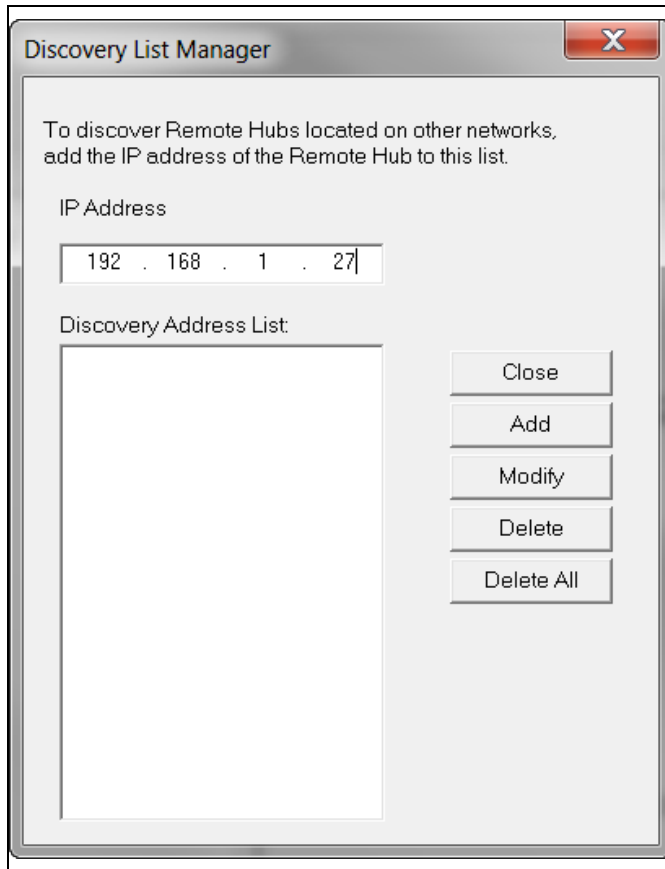 Discovery List Manager
X
To discover Remote Hubs located on other networks,
add the IP address of the Remote Hub to this list.
IP Address
192 . 168 . 1 . 27
Discovery Address List:
Close
Add
Modify
Delete
Delete All